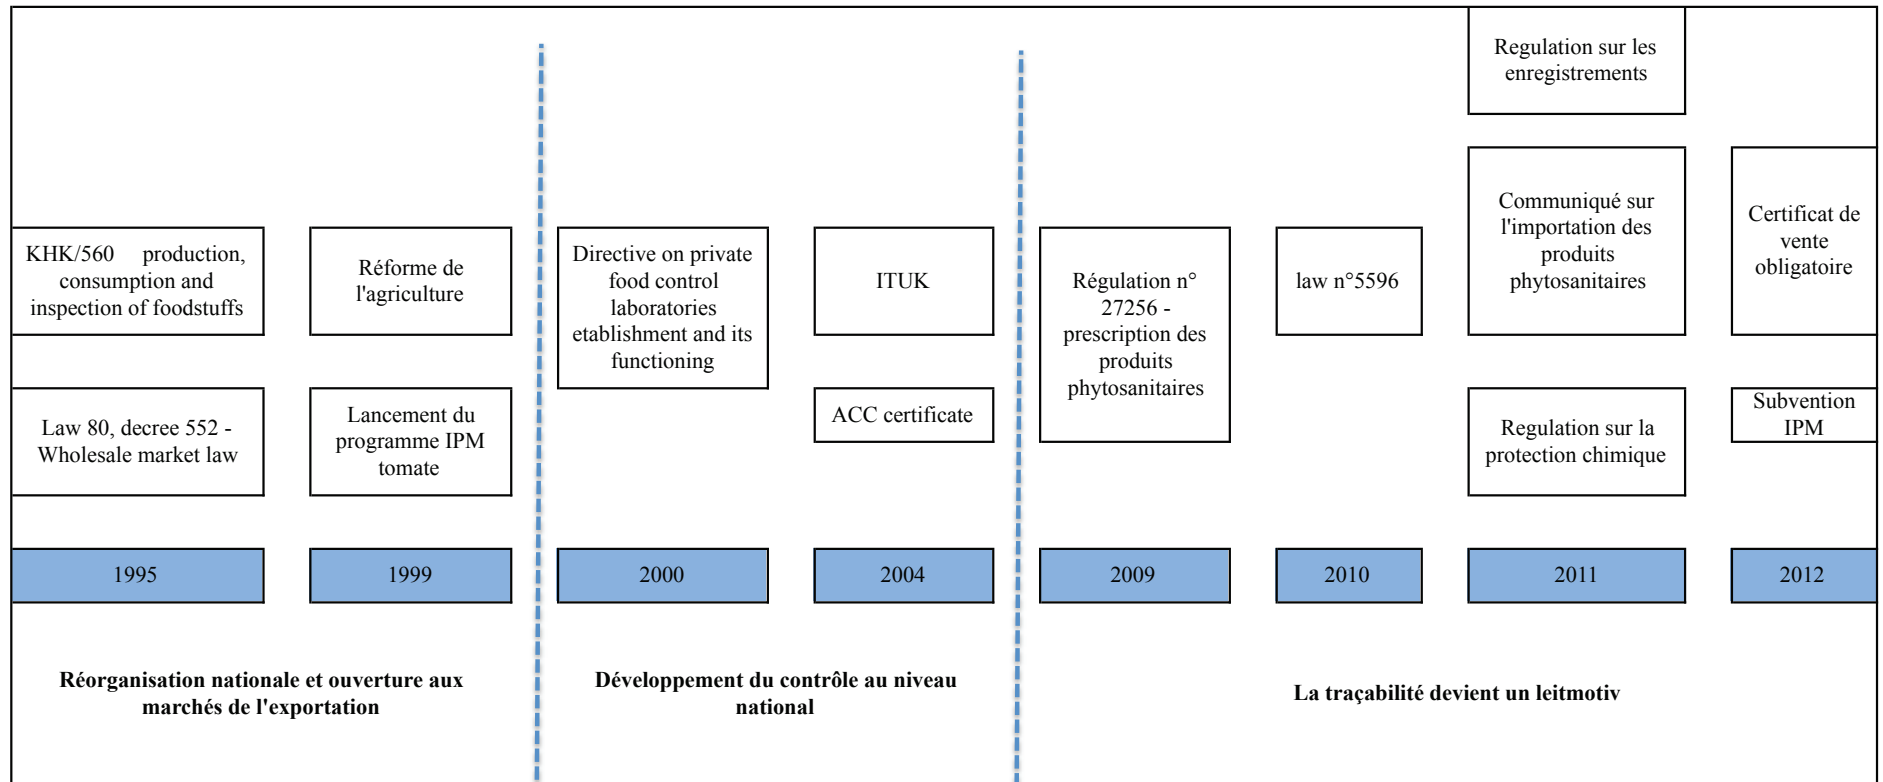 Regulation sur les
enregistrements
Communiqué sur
l'importation des
produits
phytosanitaires
Certificat de
vente
obligatoire
KHK/560 production,
consumption and
inspection of foodstuffs
Réforme de
l'agriculture
Directive on private
food control
laboratories
etablishment and its
functioning
ITUK
Régulation n°
27256 -
prescription des
produits
phytosanitaires
law n°5596
Law 80, decree 552 -
Wholesale market law
Lancement du
programme IPM
tomate
ACC certificate
Regulation sur la
protection chimique
Subvention
IPM
1995
1999
2000
2004
2009
2010
2011
2012
Réorganisation nationale et ouverture aux
marchés de l'exportation
Développement du contrôle au niveau
national
La traçabilité devient un leitmotiv